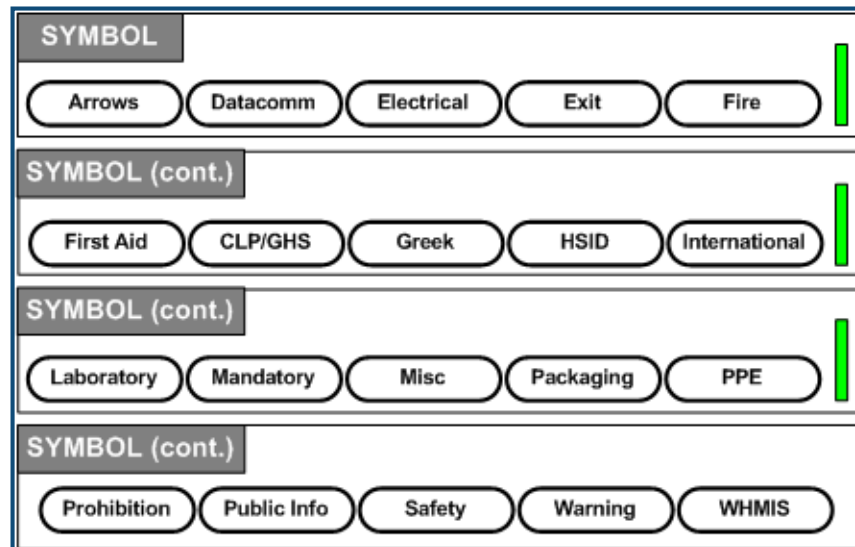 SYMBOL
Arrows Datacomm Electrical Exit Fire
SYMBOL (cont.)
First Aid CLP/GHS Greek HSID International
SYMBOL (cont.)
Laboratory Mandatory Misc Packaging PPE
SYMBOL (cont.)
Prohibition Public Info Safety Warning WHMIS